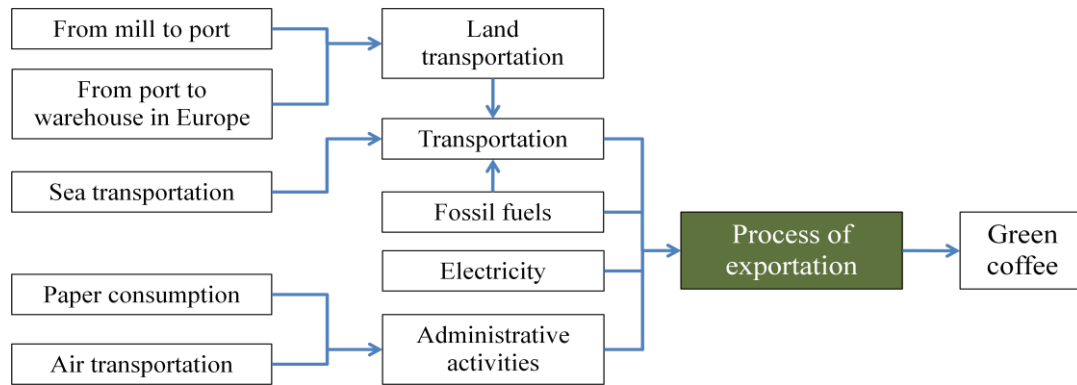 From mill to port
From port to
warehouse in Europe
Sea transportation
Paper consumption
Air transportation
Land
transportation
Transportation
Fossil fuels
Electricity
Administrative
activities
Process of
exportation
Green
coffee